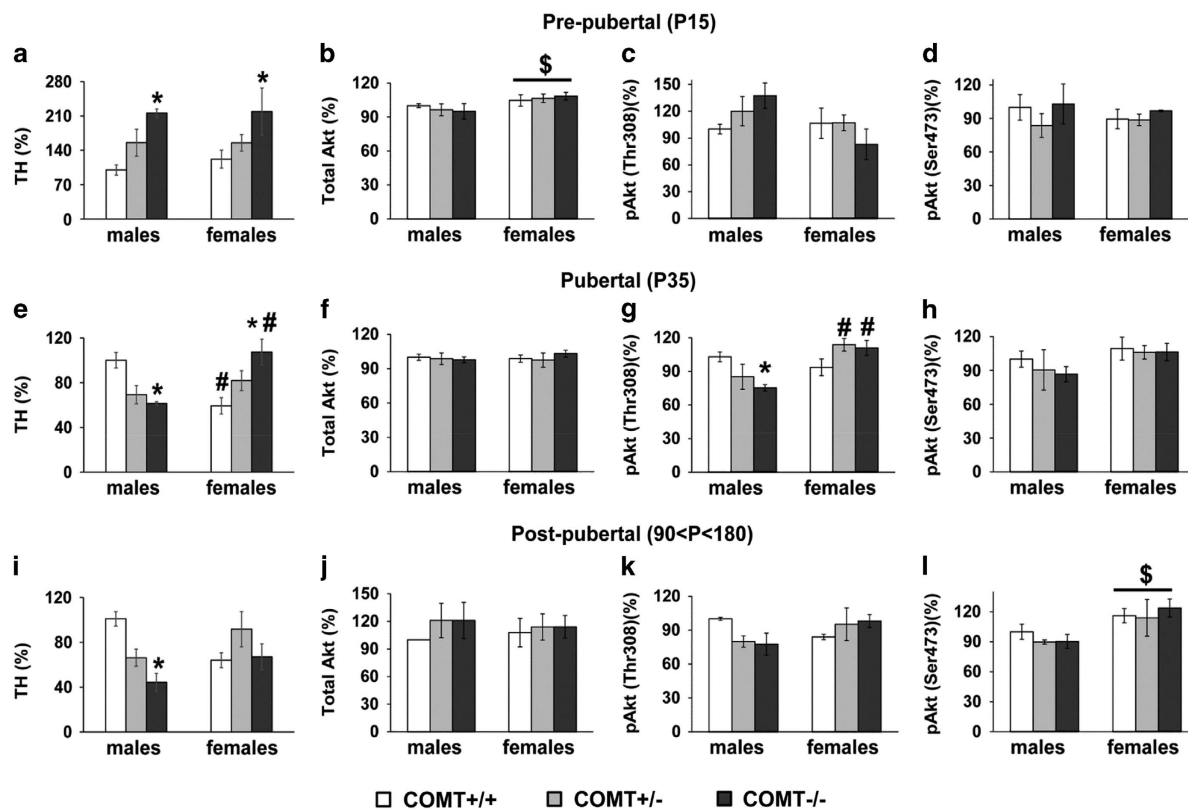 Pre-pubertal (P15)
a b c d
TH (%) 280 210 140 70 0 * * males females
Total Akt (%) 120 90 60 30 0 $ males females
pAkt (Thr308)(%) 150 120 90 60 30 0 males females
pAkt (Ser473)(%) 120 90 60 30 0 males females
Pubertal (P35)
e f g h
TH (%) 120 80 40 0 * # * # males females
Total Akt (%) 120 90 60 30 0 males females
pAkt (Thr308)(%) 120 90 60 30 0 * # # males females
pAkt (Ser473)(%) 120 90 60 30 0 males females
Post-pubertal (90<P<180)
i j k l
TH (%) 120 80 40 0 * males females
Total Akt (%) 150 120 90 60 30 0 males females
pAkt (Thr308)(%) 120 90 60 30 0 males females
pAkt (Ser473)(%) 120 90 60 30 0 $ males females
COMT+/+ COMT+/- COMT-/-